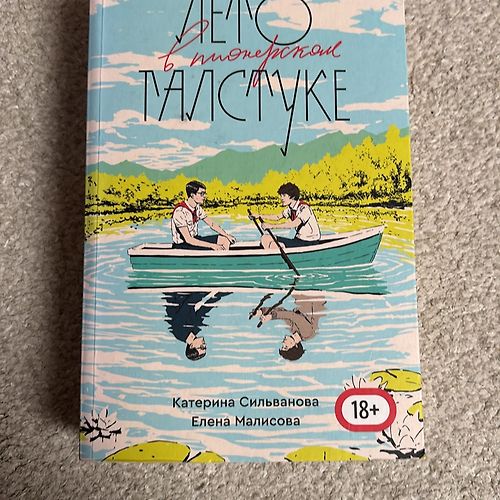 ЛЕТО
в пионерском
ГАЛСТУКЕ
Катерина Сильванова
Елена Малисова
18+